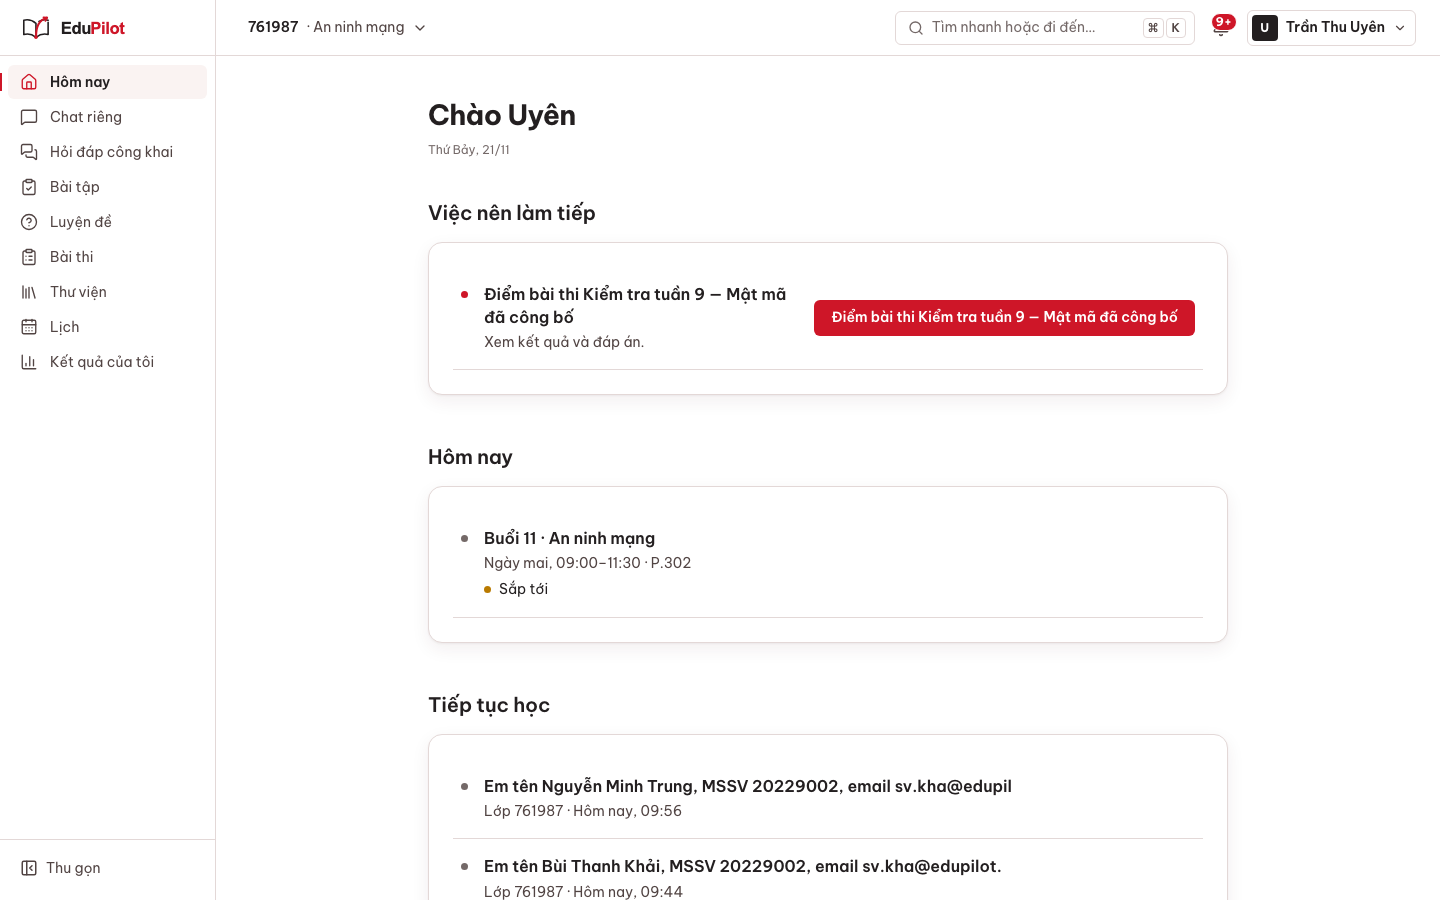 EduPilot
761987 · An ninh mạng
Tìm nhanh hoặc đi đến...
⌘ K
9+
U
Trần Thu Uyên
Hôm nay
Chat riêng
Hỏi đáp công khai
Bài tập
Luyện đề
Bài thi
Thư viện
Lịch
Kết quả của tôi
Thu gọn
Chào Uyên
Thứ Bảy, 21/11
Việc nên làm tiếp
Điểm bài thi Kiểm tra tuần 9 — Mật mã
đã công bố
Xem kết quả và đáp án.
Điểm bài thi Kiểm tra tuần 9 — Mật mã đã công bố
Hôm nay
Buổi 11 · An ninh mạng
Ngày mai, 09:00–11:30 · P.302
Sắp tới
Tiếp tục học
Em tên Nguyễn Minh Trung, MSSV 20229002, email sv.kha@edupil
Lớp 761987 · Hôm nay, 09:56
Em tên Bùi Thanh Khải, MSSV 20229002, email sv.kha@edupilot.
Lớp 761987 · Hôm nay, 09:44